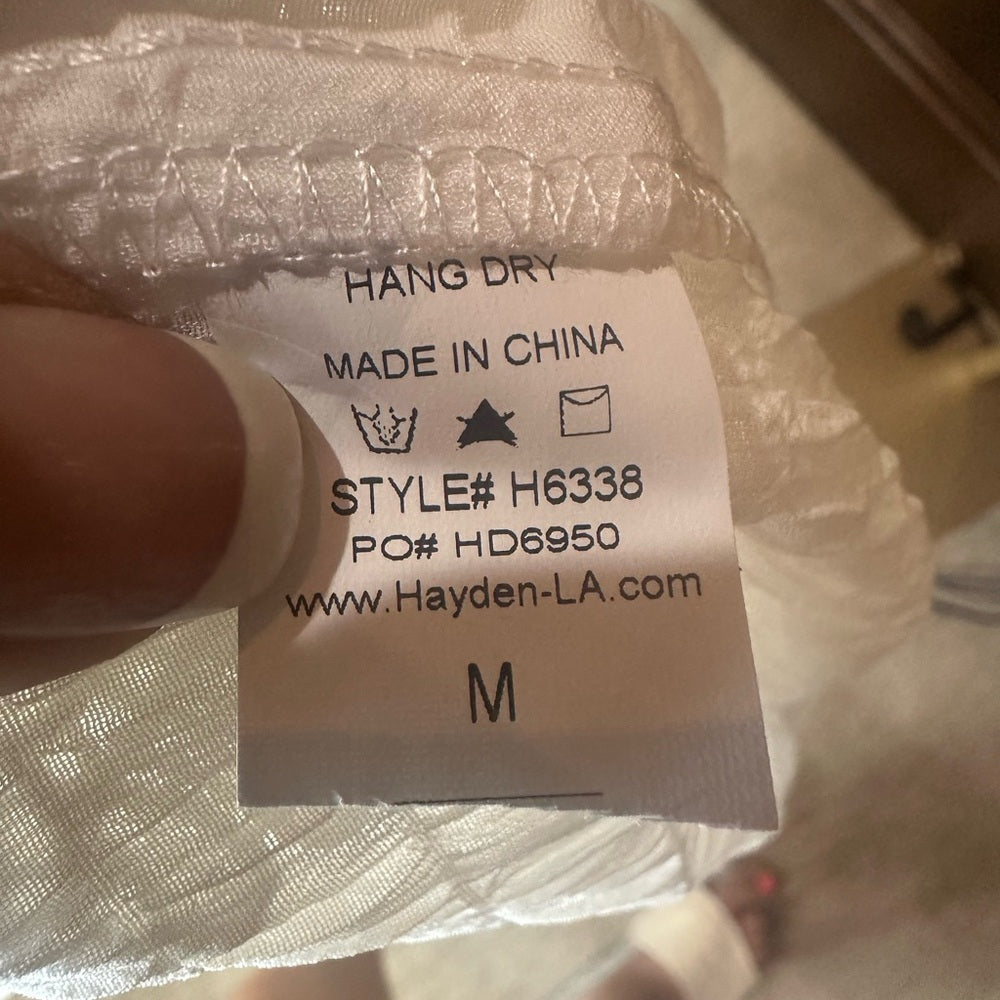 HANG DRY
MADE IN CHINA
STYLE# H6338
PO# HD6950
www.Hayden-LA.com
M